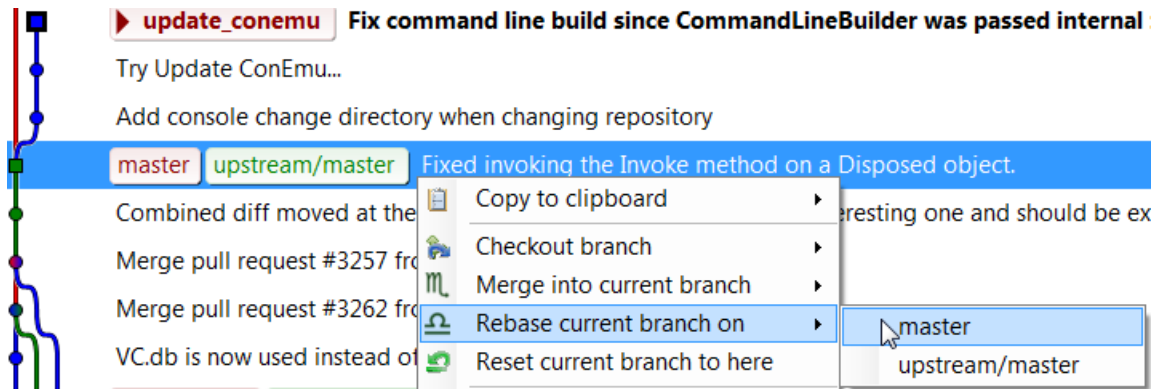 update_conemu Fix command line build since CommandLineBuilder was passed internal
Try Update ConEmu...
Add console change directory when changing repository
master upstream/master Fixed invoking the Invoke method on a Disposed object.
Copy to clipboard
Combined diff moved at the eresting one and should be ex
Checkout branch
Merge pull request #3257 fro
Merge into current branch
Merge pull request #3262 fro
Rebase current branch on master
VC.db is now used instead of
Reset current branch to here upstream/master